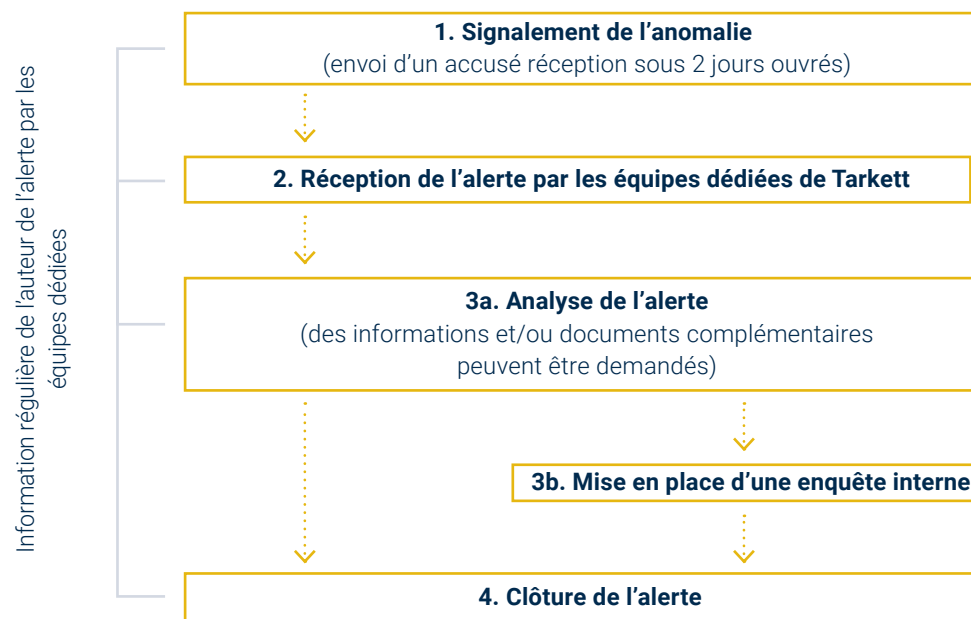 Information régulière de l’auteur de l’alerte par les
équipes dédiées
1. Signalement de l’anomalie
(envoi d’un accusé réception sous 2 jours ouvrés)
2. Réception de l’alerte par les équipes dédiées de Tarkett
3a. Analyse de l’alerte
(des informations et/ou documents complémentaires
peuvent être demandés)
3b. Mise en place d’une enquête interne
4. Clôture de l’alerte